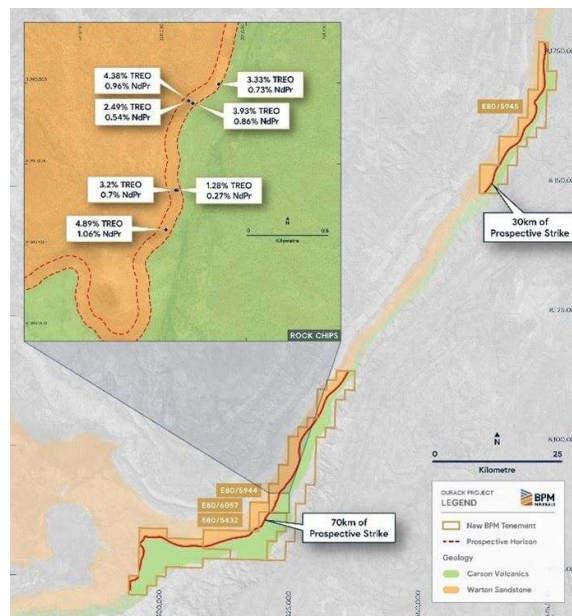 4.38% TREO
0.96% NdPr
3.33% TREO
0.73% NdPr
2.49% TREO
0.54% NdPr
3.93% TREO
0.86% NdPr
3.2% TREO
0.7% NdPr
1.28% TREO
0.27% NdPr
4.89% TREO
1.06% NdPr
N
0
0.5
Kilometre
ROCK CHIPS
E80/5945
30km of
Prospective Strike
N
0
25
Kilometre
E80/5944
E80/6057
E80/5432
70km of
Prospective Strike
DURACK PROJECT
LEGEND
BPM
MINERALS
New BPM Tenement
Prospective Horizon
Geology
Carson Volcanics
Warton Sandstone